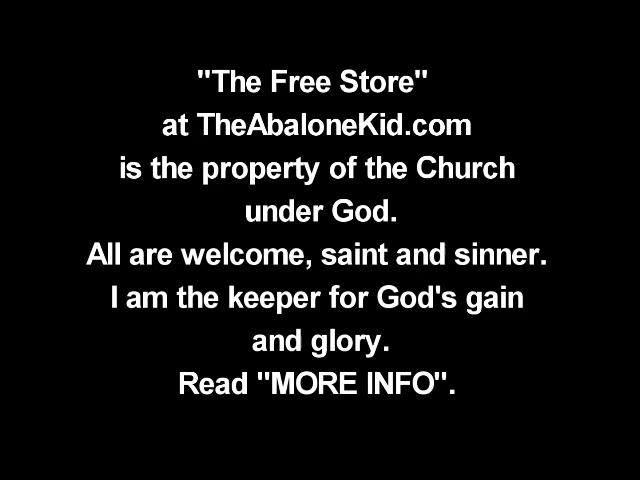 "The Free Store"
at TheAbaloneKid.com
is the property of the Church
under God.
All are welcome, saint and sinner.
I am the keeper for God's gain
and glory.
Read "MORE INFO".